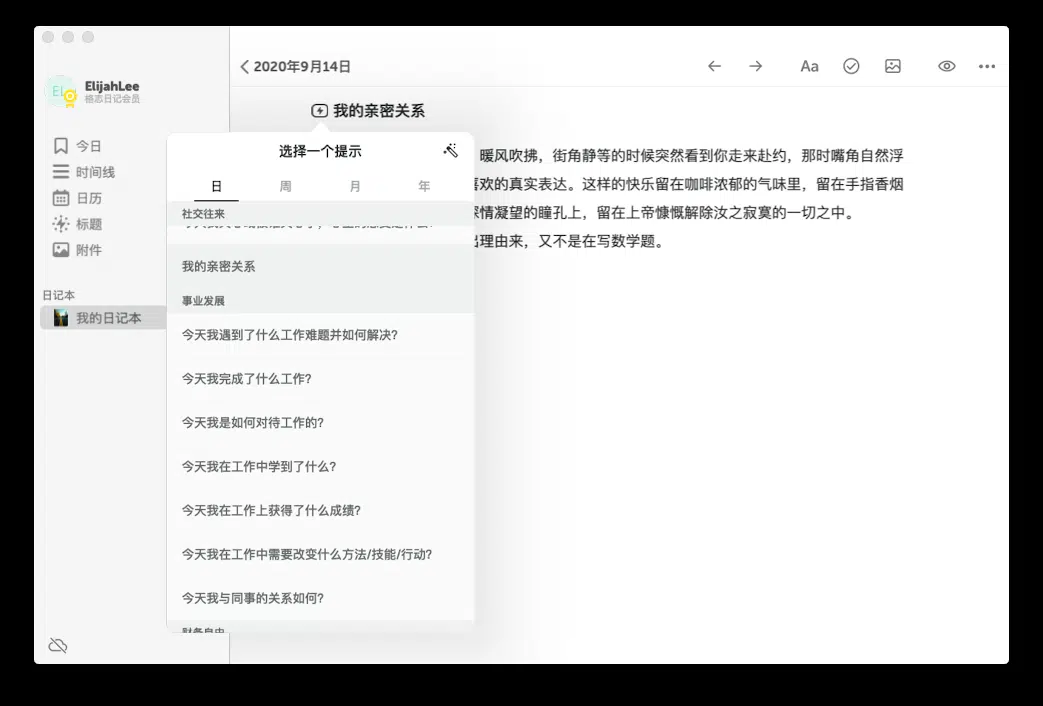 ElijahLee
格志日记会员
今日
时间线
日历
标题
附件
日记本
我的日记本
2020年9月14日
Aa
我的亲密关系
选择一个提示
日 周 月 年
社交往来
我的亲密关系
事业发展
今天我遇到了什么工作难题并如何解决?
今天我完成了什么工作?
今天我是如何对待工作的?
今天我在工作中学到了什么?
今天我在工作上获得了什么成绩?
今天我在工作中需要改变什么方法/技能/行动?
今天我与同事的关系如何?
财务自由
暖风吹拂，街角静等的时候突然看到你走来赴约，那时嘴角自然浮
喜欢的真实表达。这样的快乐留在咖啡浓郁的气味里，留在手指香烟
深情凝望的瞳孔上，留在上帝慷慨解除汝之寂寞的一切之中。
出理由来，又不是在写数学题。